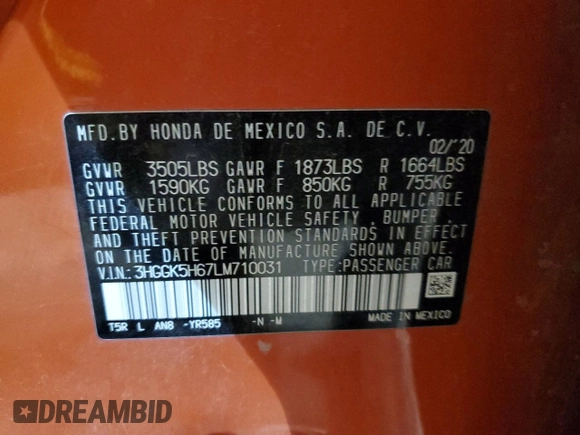 MFD. BY HONDA DE MEXICO S.A. DE C.V.
02/'20
GVWR 3505LBS GAWR F 1873LBS R 1664LBS
GVWR 1590KG GAWR F 850KG R 755KG
THIS VEHICLE CONFORMS TO ALL APPLICABLE
FEDERAL MOTOR VEHICLE SAFETY , BUMPER ,
AND THEFT PREVENTION STANDARDS IN EFFECT
ON THE DATE OF MANUFACTURE SHOWN ABOVE.
V.I.N: 3HGGK5H67LM710031 TYPE:PASSENGER CAR
T5R L AN8 -YR585 -N -M MADE IN MEXICO
DREAMBID